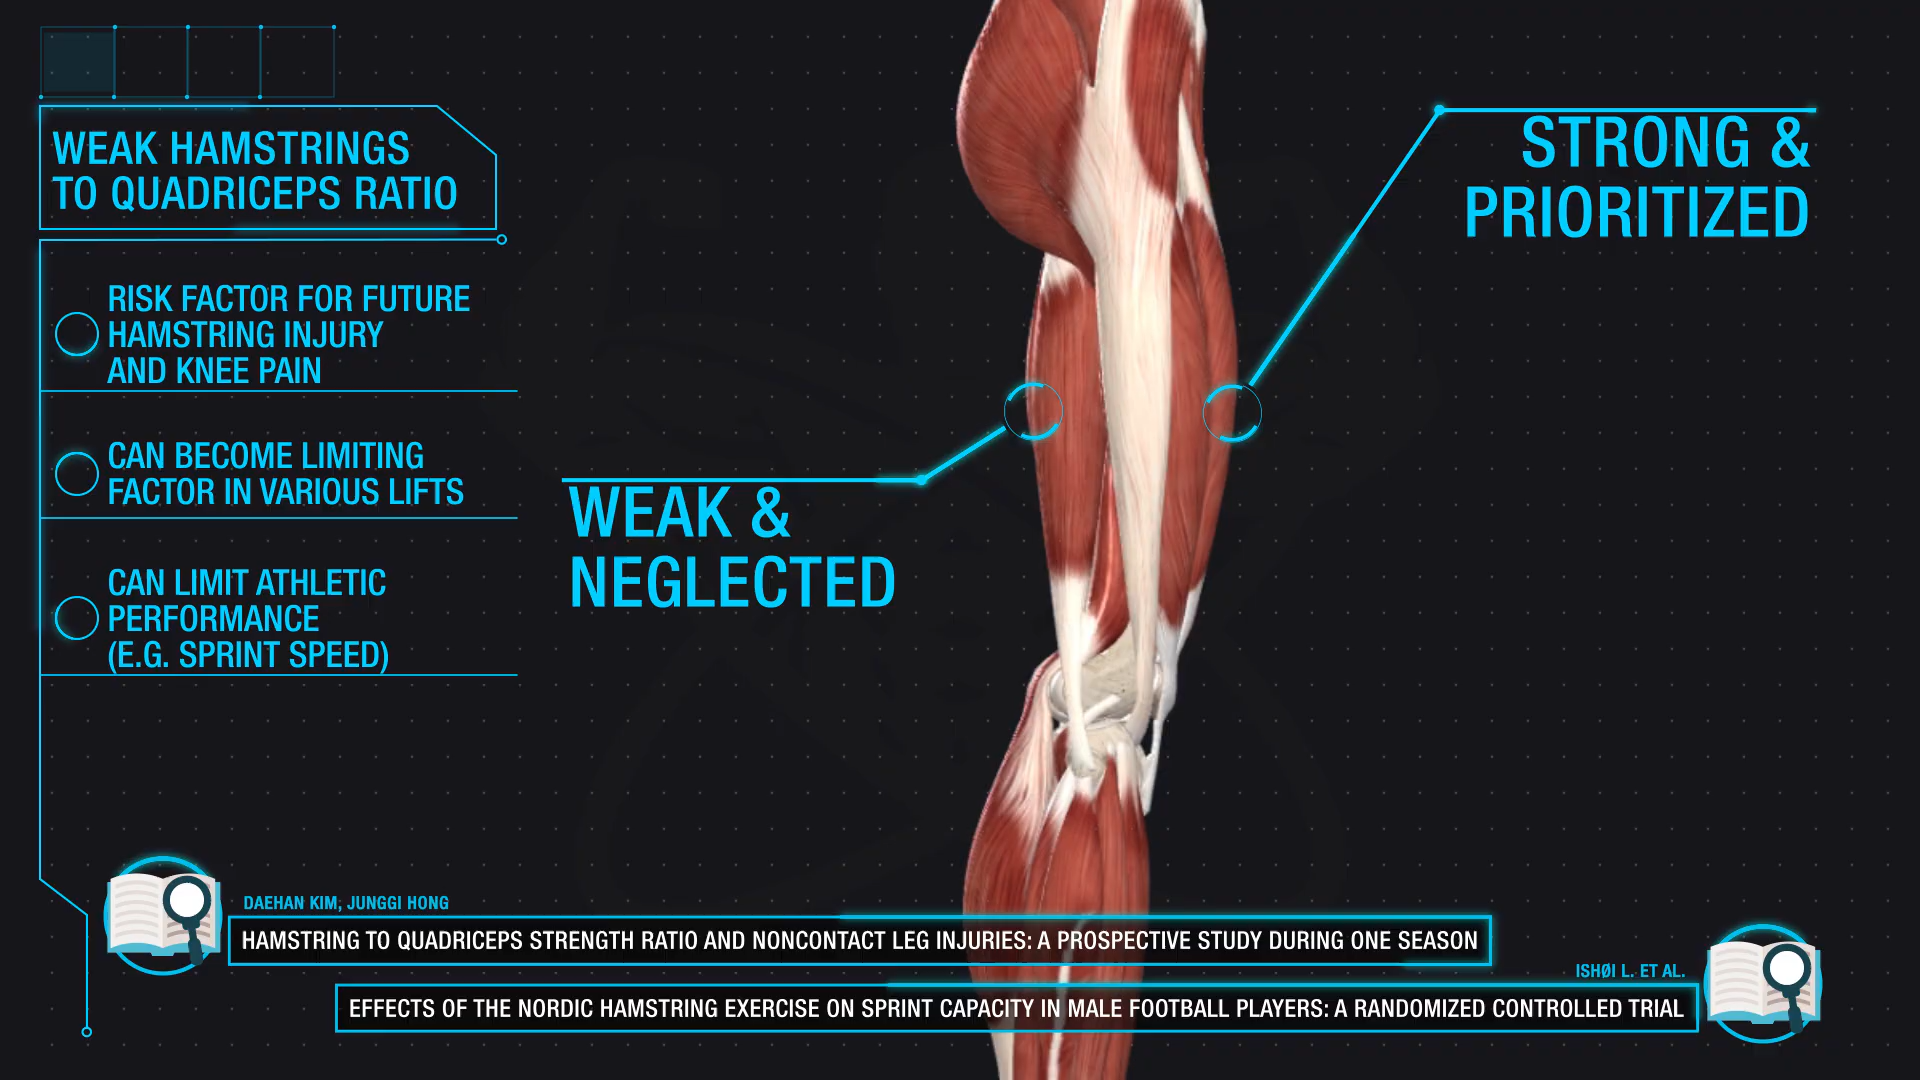 WEAK HAMSTRINGS
TO QUADRICEPS RATIO
RISK FACTOR FOR FUTURE
HAMSTRING INJURY
AND KNEE PAIN
CAN BECOME LIMITING
FACTOR IN VARIOUS LIFTS
CAN LIMIT ATHLETIC
PERFORMANCE
(E.G. SPRINT SPEED)
WEAK &
NEGLECTED
STRONG &
PRIORITIZED
DAEHAN KIM, JUNGGI HONG
HAMSTRING TO QUADRICEPS STRENGTH RATIO AND NONCONTACT LEG INJURIES: A PROSPECTIVE STUDY DURING ONE SEASON
ISHØI L. ET AL.
EFFECTS OF THE NORDIC HAMSTRING EXERCISE ON SPRINT CAPACITY IN MALE FOOTBALL PLAYERS: A RANDOMIZED CONTROLLED TRIAL